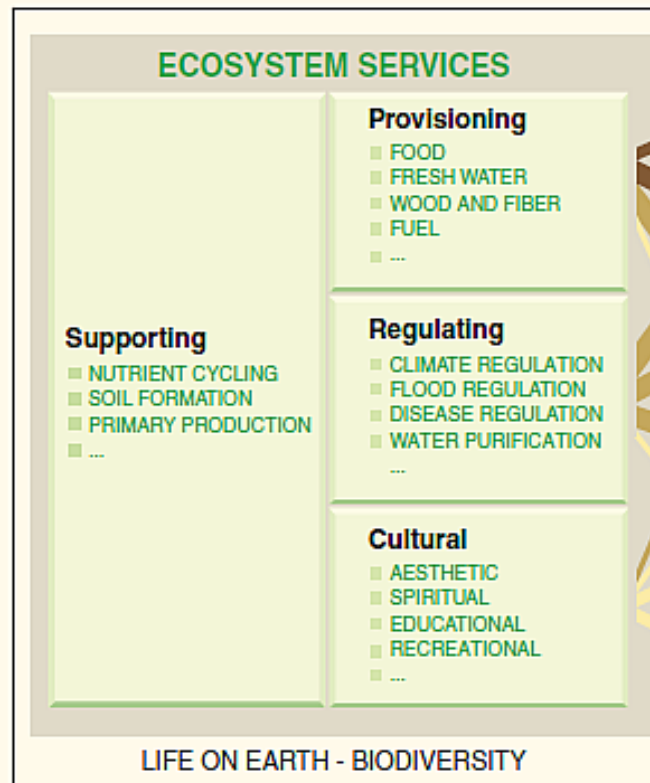 ECOSYSTEM SERVICES
Supporting
NUTRIENT CYCLING
SOIL FORMATION
PRIMARY PRODUCTION
...
Provisioning
FOOD
FRESH WATER
WOOD AND FIBER
FUEL
...
Regulating
CLIMATE REGULATION
FLOOD REGULATION
DISEASE REGULATION
WATER PURIFICATION
...
Cultural
AESTHETIC
SPIRITUAL
EDUCATIONAL
RECREATIONAL
...
LIFE ON EARTH - BIODIVERSITY